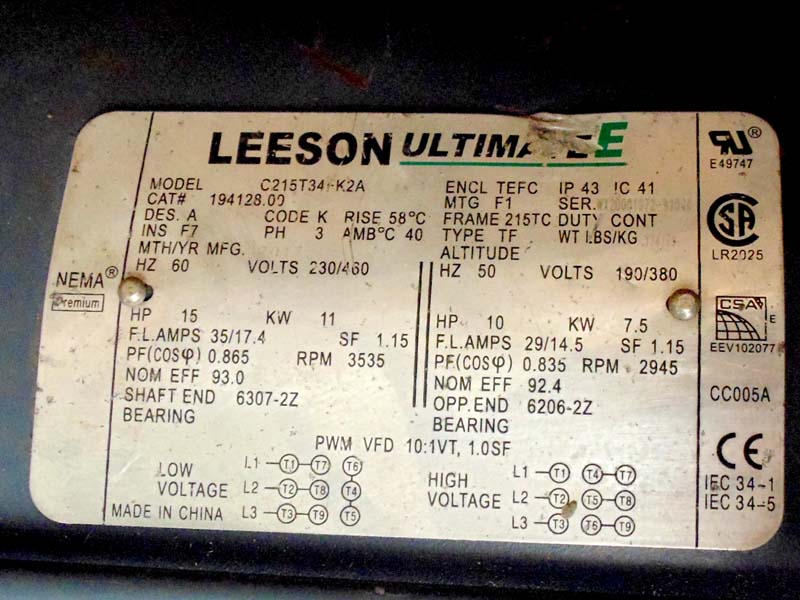 LEESON ULTIMATE E
MODEL C215T34 -K2A ENCL TEFC IP 43 IC 41
CAT# 194128.00 MTG F1 SER.
DES. A CODE K RISE 58°C FRAME 215TC DUTY CONT
INS F7 PH 3 AMB°C 40 TYPE TF WT LBS/KG
MTH/YR MFG. ALTITUDE
HZ 60 VOLTS 230/460 HZ 50 VOLTS 190/380
HP 15 KW 11 HP 10 KW 7.5
F.L.AMPS 35/17.4 SF 1.15 F.L.AMPS 29/14.5 SF 1.15
PF(COSφ) 0.865 RPM 3535 PF(COSφ) 0.835 RPM 2945
NOM EFF 93.0 NOM EFF 92.4
SHAFT END 6307-2Z OPP.END 6206-2Z
BEARING BEARING
PWM VFD 10:1VT, 1.0SF
LOW VOLTAGE
L1 T1 T7 T6
L2 T2 T8 T4
L3 T3 T9 T5
HIGH VOLTAGE
L1 T1 T4 T7
L2 T2 T5 T8
L3 T3 T6 T9
MADE IN CHINA
NEMA®
Premium
RU®
E49747
CSA
LR2025
CSA
E
EEV102077
CC005A
CE
IEC 34-1
IEC 34-5